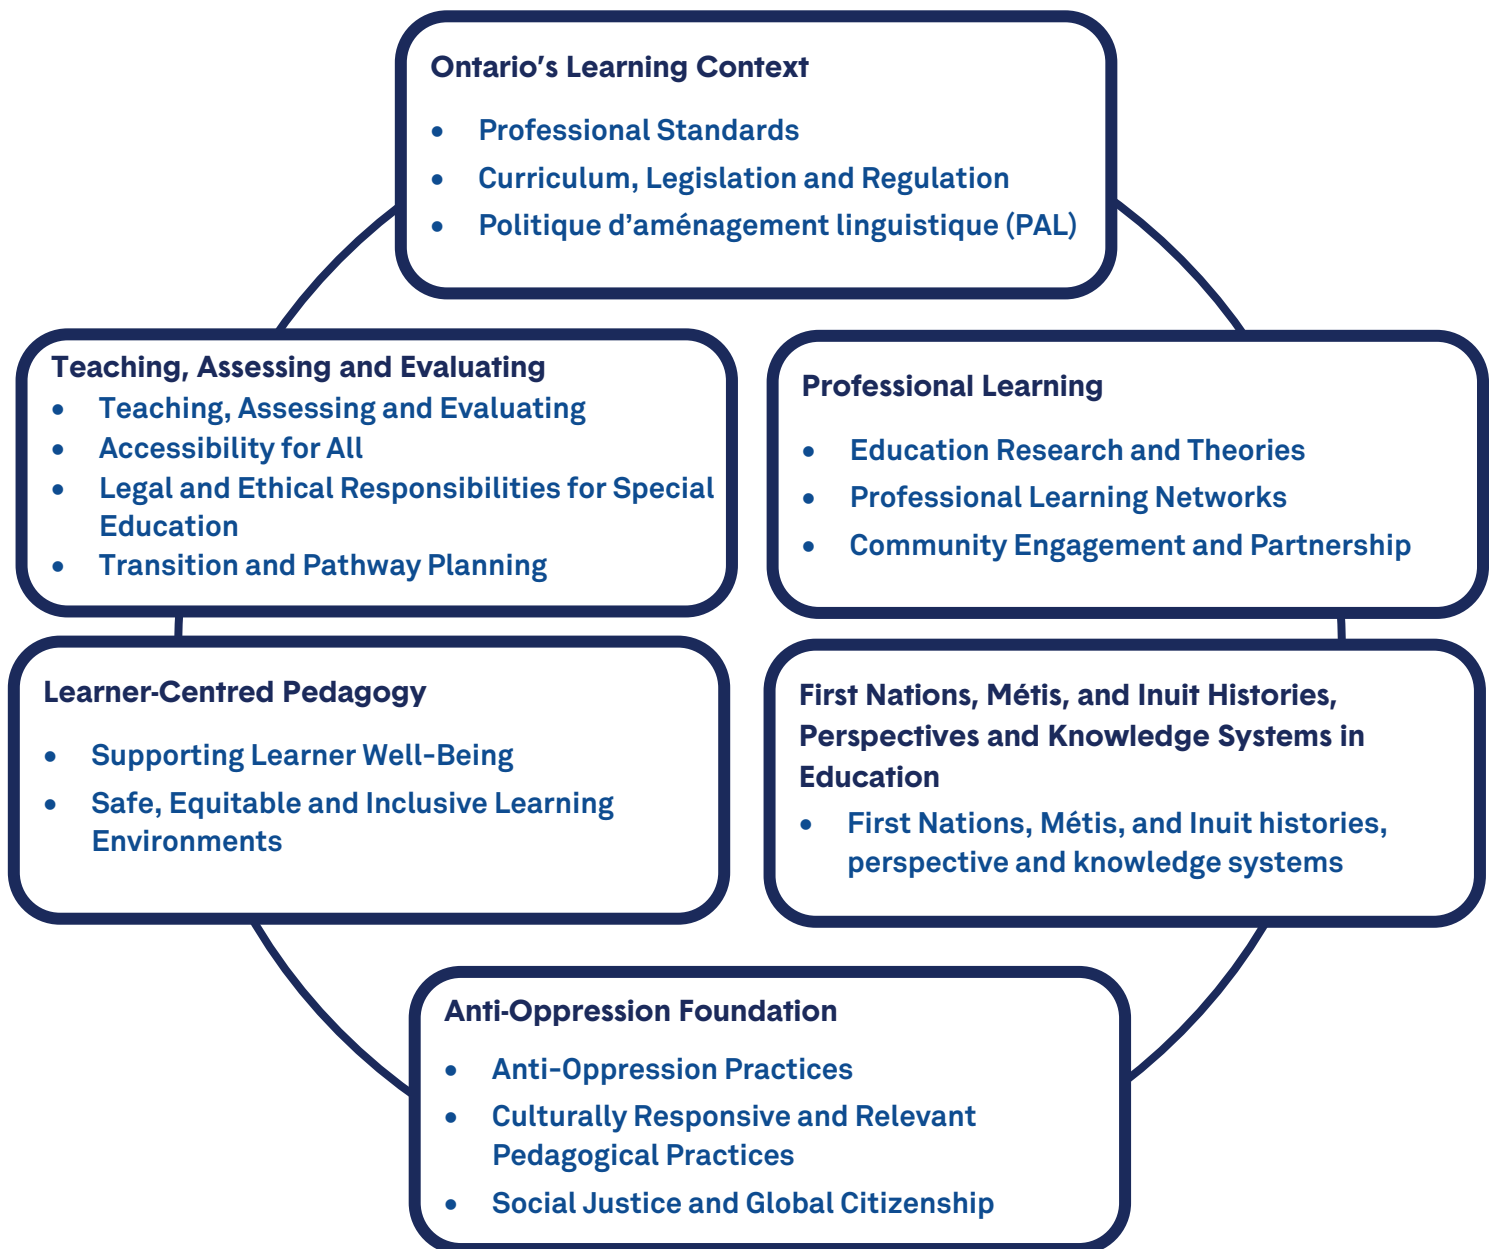 Ontario's Learning Context
• Professional Standards
• Curriculum, Legislation and Regulation
• Politique d'aménagement linguistique (PAL)
Teaching, Assessing and Evaluating
• Teaching, Assessing and Evaluating
• Accessibility for All
• Legal and Ethical Responsibilities for Special
Education
• Transition and Pathway Planning
Professional Learning
• Education Research and Theories
• Professional Learning Networks
• Community Engagement and Partnership
Learner-Centred Pedagogy
• Supporting Learner Well-Being
• Safe, Equitable and Inclusive Learning
Environments
First Nations, Métis, and Inuit Histories,
Perspectives and Knowledge Systems in
Education
• First Nations, Métis, and Inuit histories,
perspective and knowledge systems
Anti-Oppression Foundation
• Anti-Oppression Practices
• Culturally Responsive and Relevant
Pedagogical Practices
• Social Justice and Global Citizenship